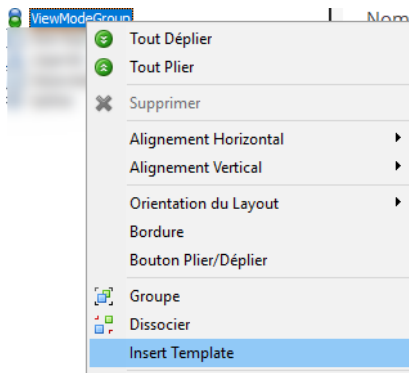 ViewModeGroup
Nom
Tout Déplier
Tout Plier
Supprimer
Alignement Horizontal
Alignement Vertical
Orientation du Layout
Bordure
Bouton Plier/Déplier
Groupe
Dissocier
Insert Template